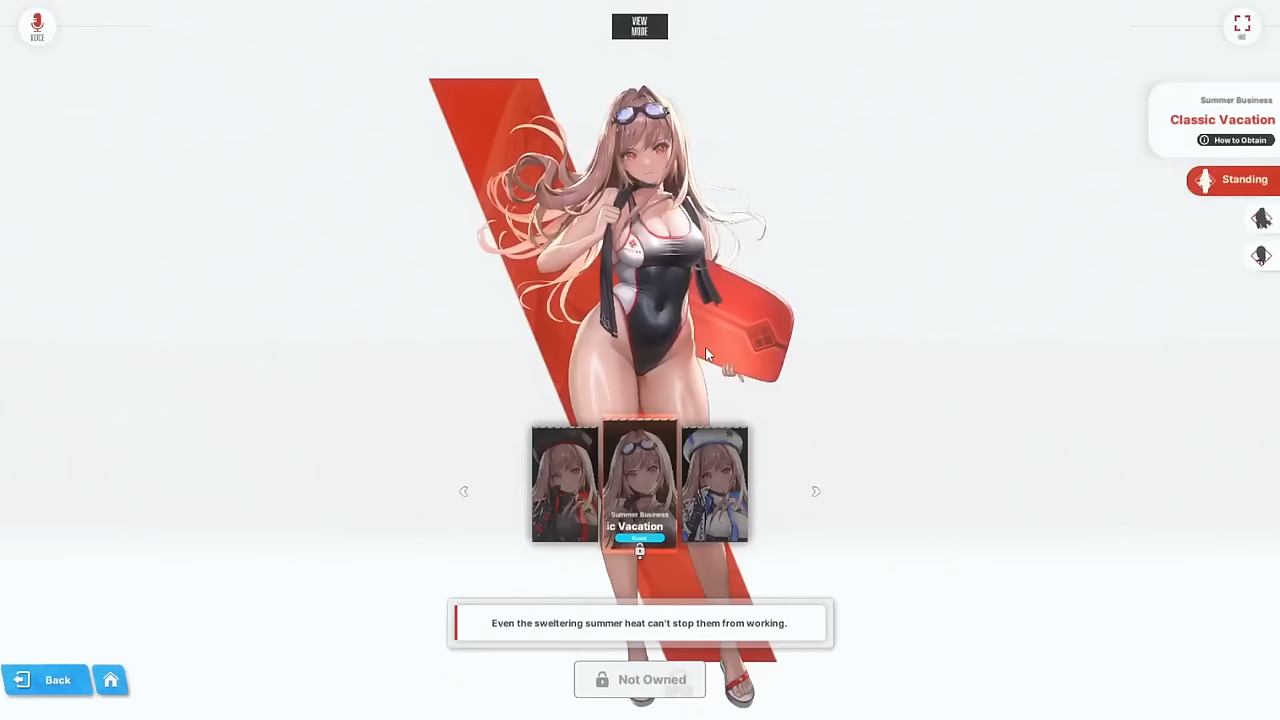 VOICE
VIEW
MODE
HUD
Summer Business
Classic Vacation
How to Obtain
Standing
Summer Business
ic Vacation
Even the sweltering summer heat can't stop them from working.
Back
Not Owned